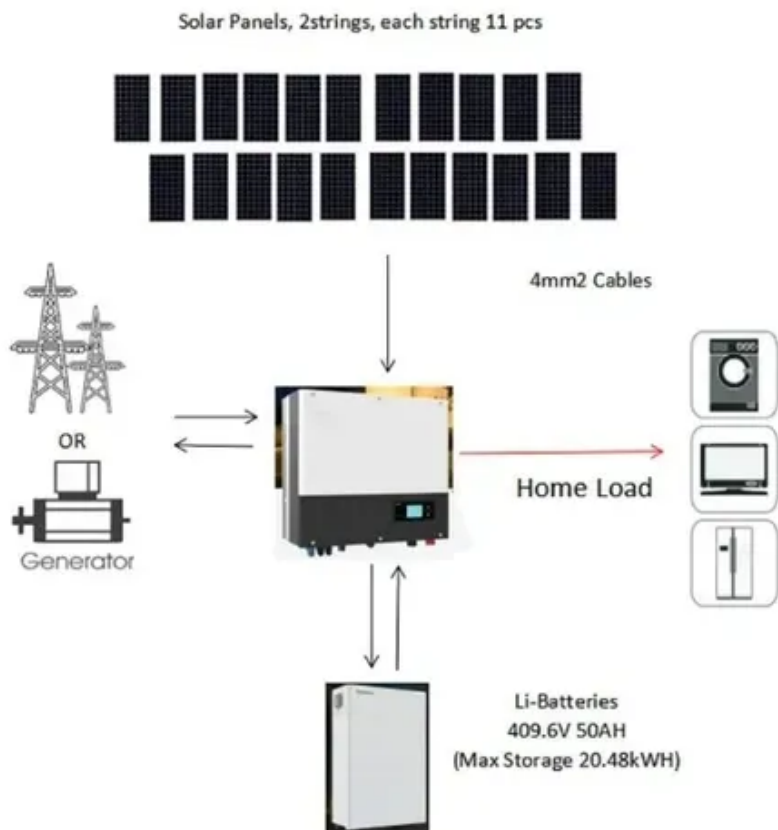 Solar Panels, 2strings, each string 11 pcs
4mm2 Cables
OR
Generator
Home Load
Li-Batteries
409.6V 50AH
(Max Storage 20.48kWH)